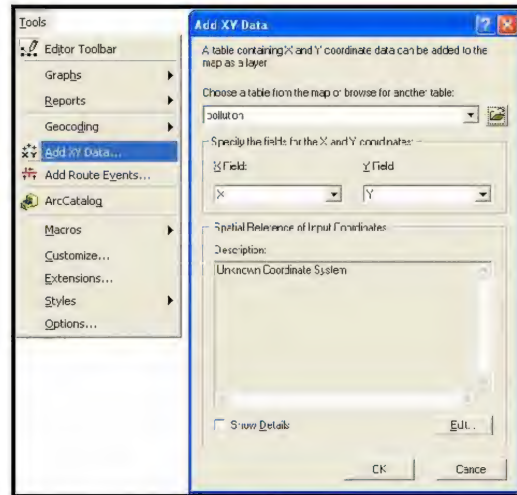 Tools
Editor Toolbar
Graphs
Reports
Geocoding
Add XY Data...
Add Route Events...
ArcCatalog
Macros
Customize...
Extensions...
Styles
Options...
Add XY Data
A table containing X and Y coordinate data can be added to the
map as a layer
Choose a table from the map or browse for another table:
pollution
Specify the fields for the X and Y coordinates:
X Field:
Y Field
X
Y
Spatial Reference of Input Coordinates
Description:
Unknown Coordinate System
Show Details
Edit...
OK
Cancel